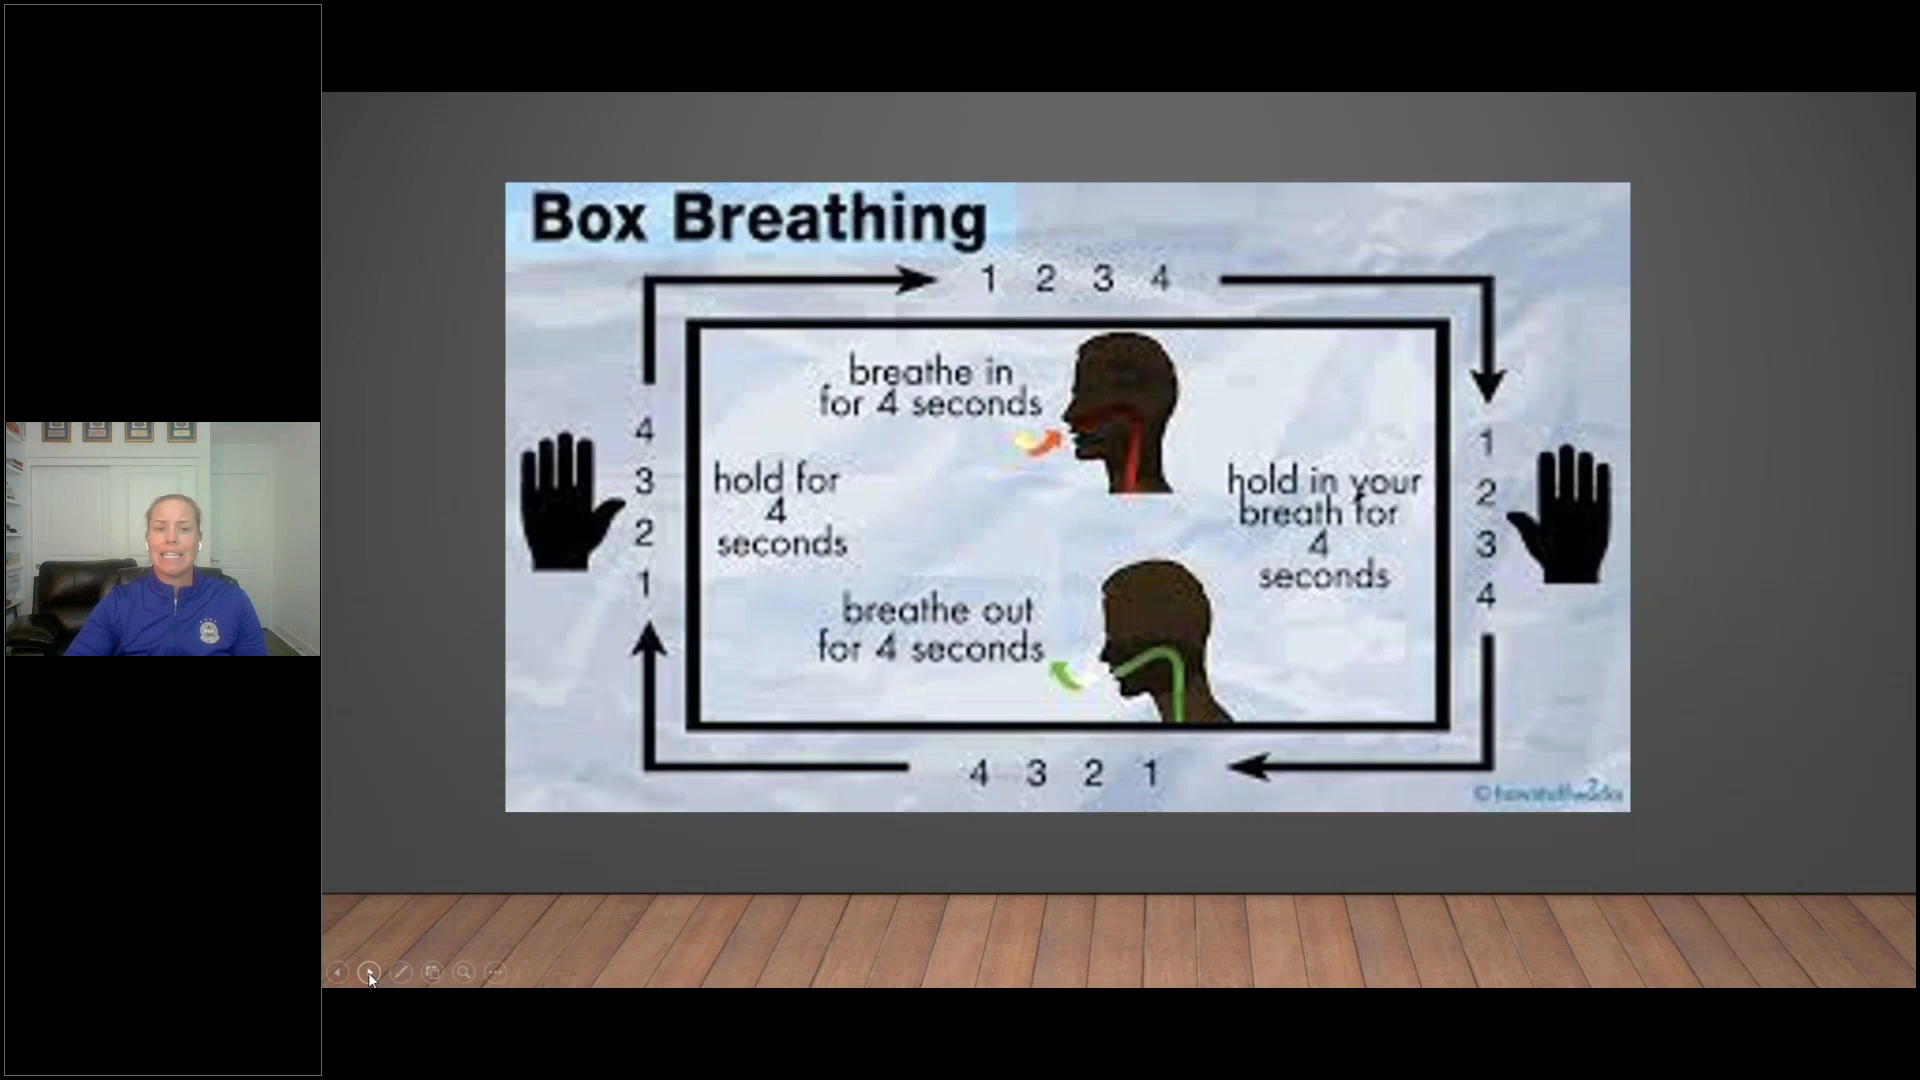 Box Breathing
1 2 3 4
breathe in
for 4 seconds
4
3
2
1
hold for
4
seconds
hold in your
breath for
4
seconds
1
2
3
4
breathe out
for 4 seconds
4 3 2 1
© howstuffworks